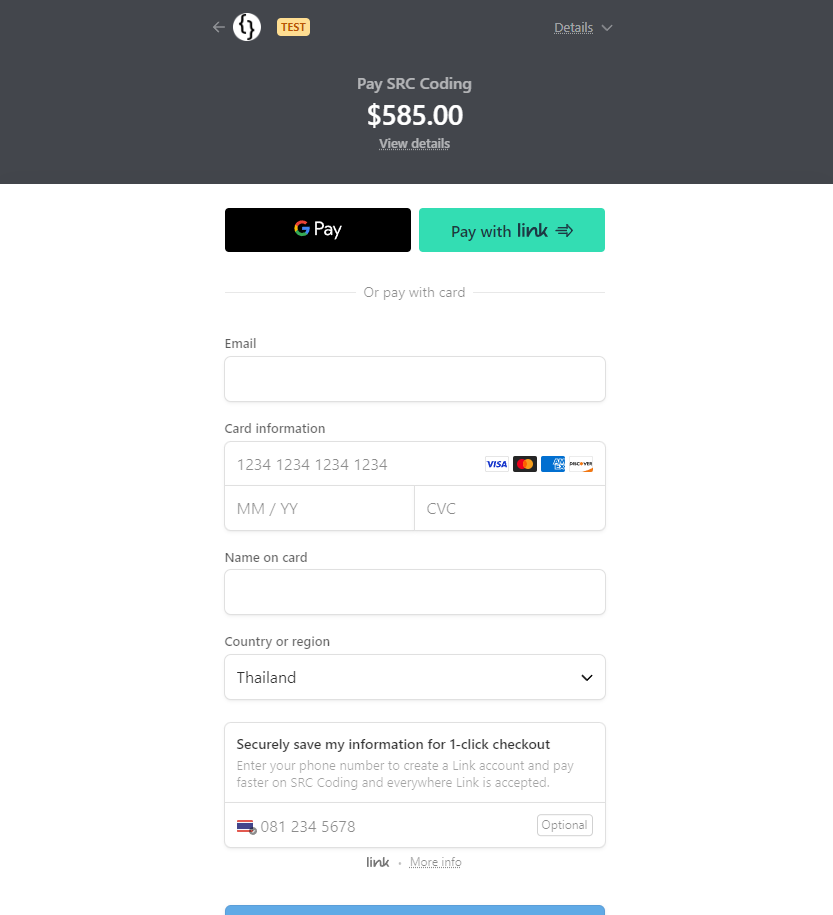 TEST
Details
Pay SRC Coding
$585.00
View details
G Pay
Pay with link
Or pay with card
Email
Card information
1234 1234 1234 1234
VISA
AMEX
DISCOVER
MM / YY
CVC
Name on card
Country or region
Thailand
Securely save my information for 1-click checkout
Enter your phone number to create a Link account and pay
faster on SRC Coding and everywhere Link is accepted.
081 234 5678
Optional
link • More info